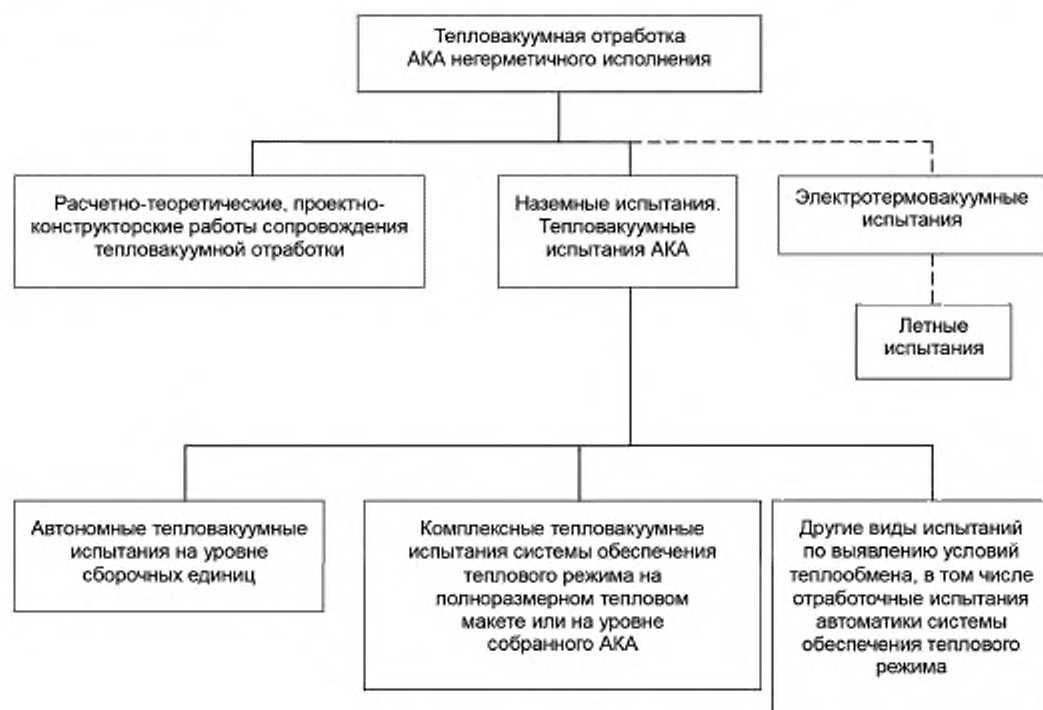 Тепловакуумная отработка
АКА негерметичного исполнения
Расчетно-теоретические, проектно-
конструкторские работы сопровождения
тепловакуумной отработки
Наземные испытания.
Тепловакуумные
испытания АКА
Электротермовакуумные
испытания
Летные
испытания
Автономные тепловакуумные
испытания на уровне
сборочных единиц
Комплексные тепловакуумные
испытания системы обеспечения
теплового режима на
полноразмерном тепловом
макете или на уровне
собранного АКА
Другие виды испытаний
по выявлению условий
теплообмена, в том числе
отработочные испытания
автоматики системы
обеспечения теплового
режима